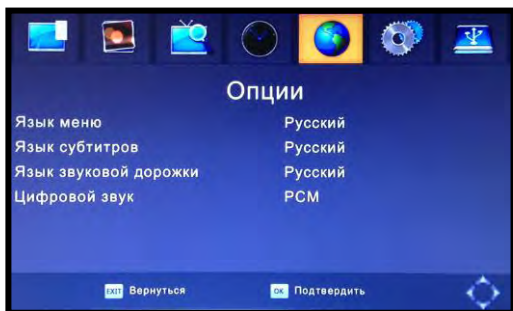 Опции
Язык меню Русский
Язык субтитров Русский
Язык звуковой дорожки Русский
Цифровой звук PCM
EXIT Вернуться OK Подтвердить